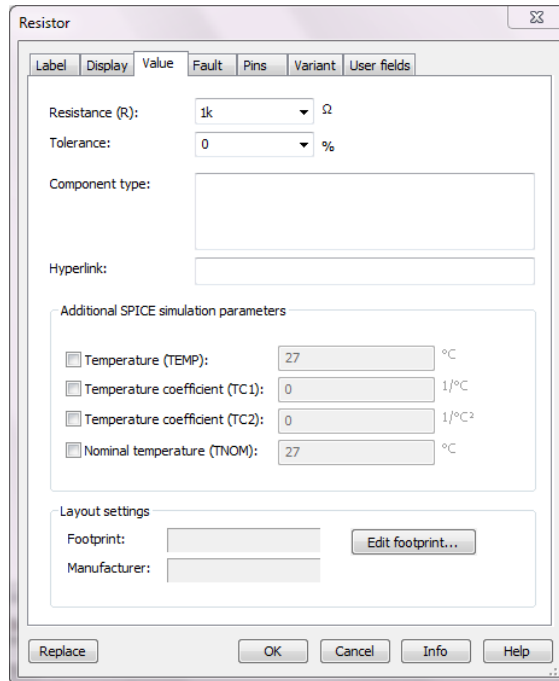 Resistor
Label Display Value Fault Pins Variant User fields
Resistance (R): 1k Ω
Tolerance: 0 %
Component type:
Hyperlink:
Additional SPICE simulation parameters
Temperature (TEMP): 27 °C
Temperature coefficient (TC1): 0 1/°C
Temperature coefficient (TC2): 0 1/°C²
Nominal temperature (TNOM): 27 °C
Layout settings
Footprint: Edit footprint...
Manufacturer:
Replace OK Cancel Info Help